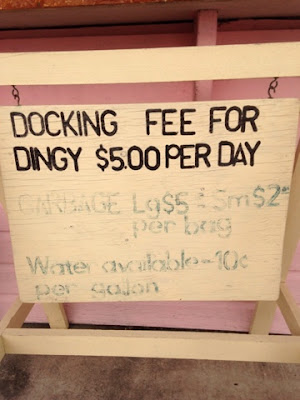 DOCKING FEE FOR
DINGY $5.00 PER DAY
GARBAGE Lg$5 & Sm$2⁰⁰
per bag
Water available-10¢
per gallon